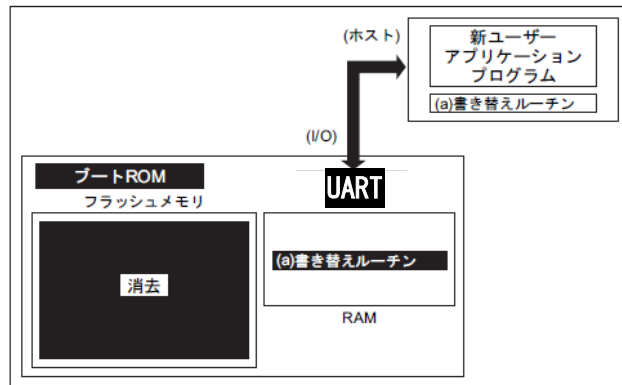 (ホスト)
新ユーザー
アプリケーション
プログラム
(a)書き替えルーチン
(I/O)
ブートROM
UART
フラッシュメモリ
消去
(a)書き替えルーチン
RAM